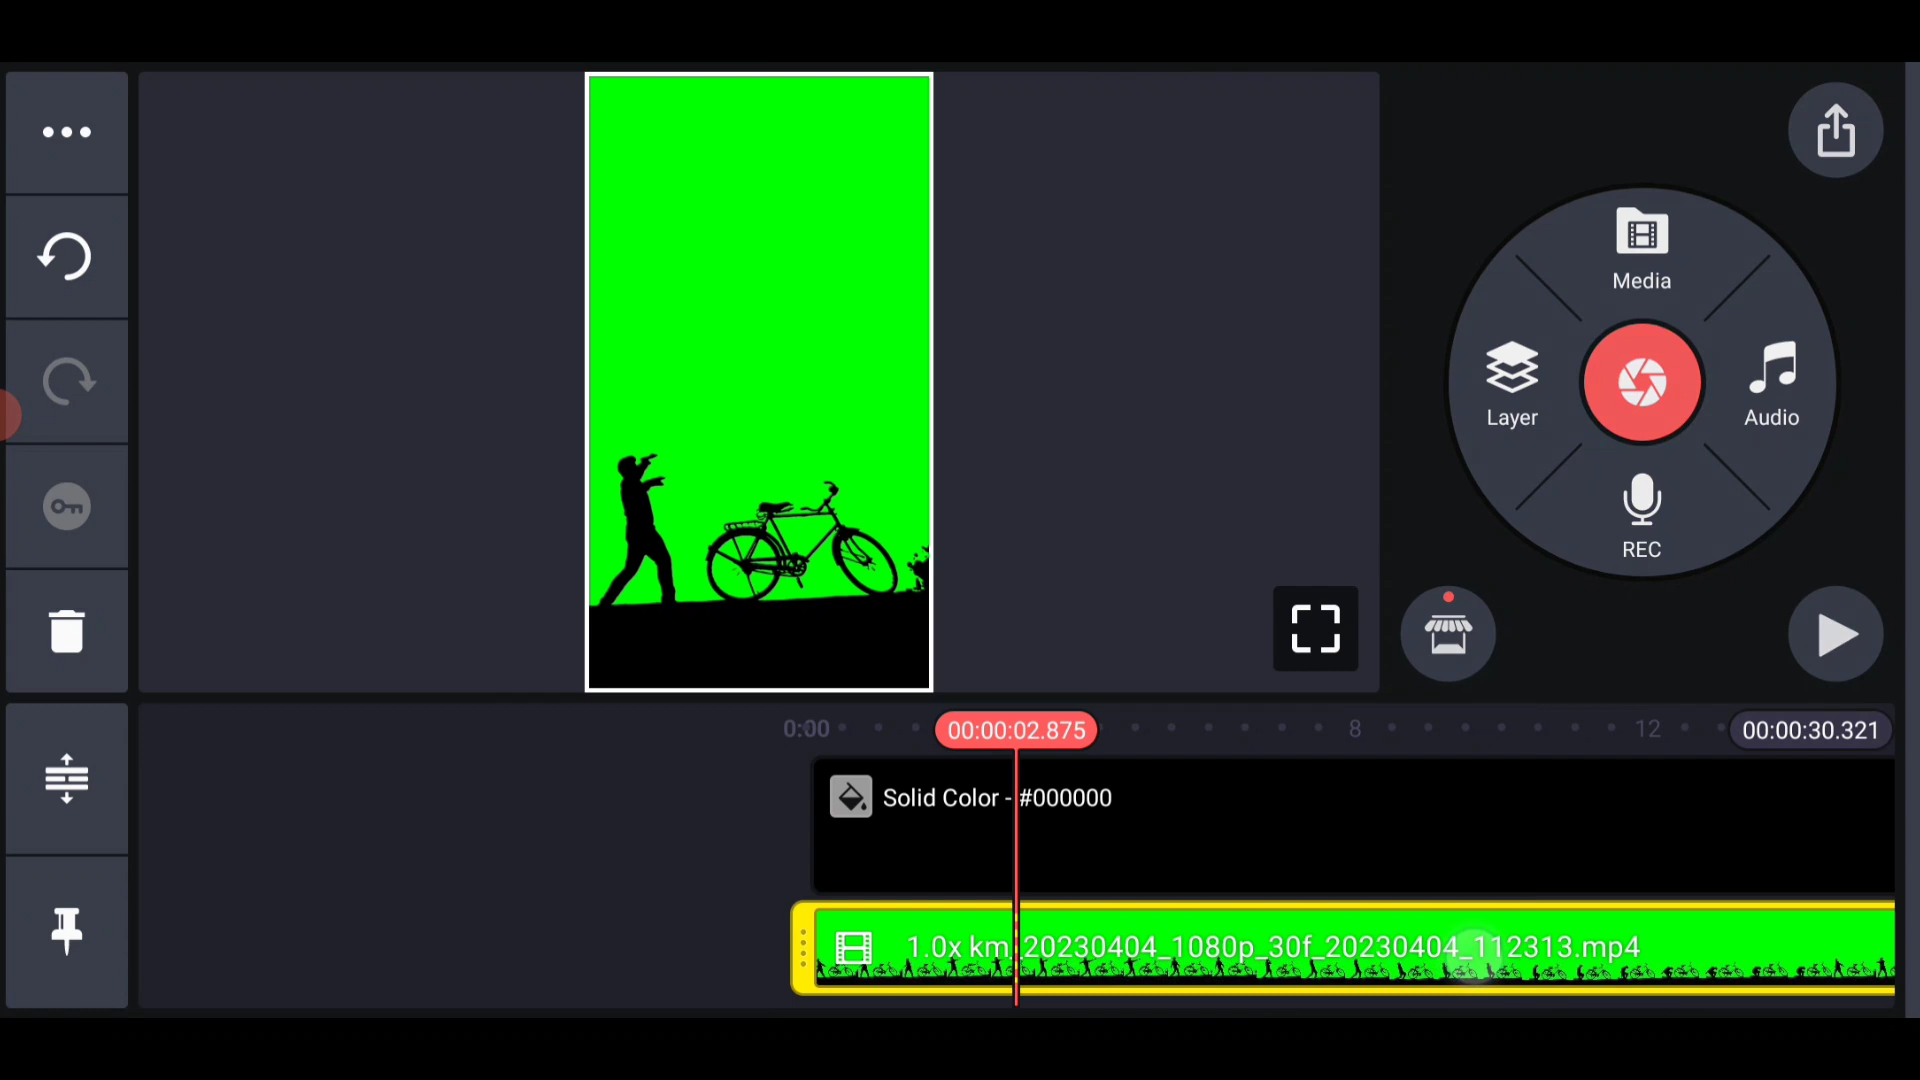 Media
Layer
Audio
REC
0:00
00:00:02.875
8
12
00:00:30.321
Solid Color - #000000
1.0x km_20230404_1080p_30f_20230404_112313.mp4